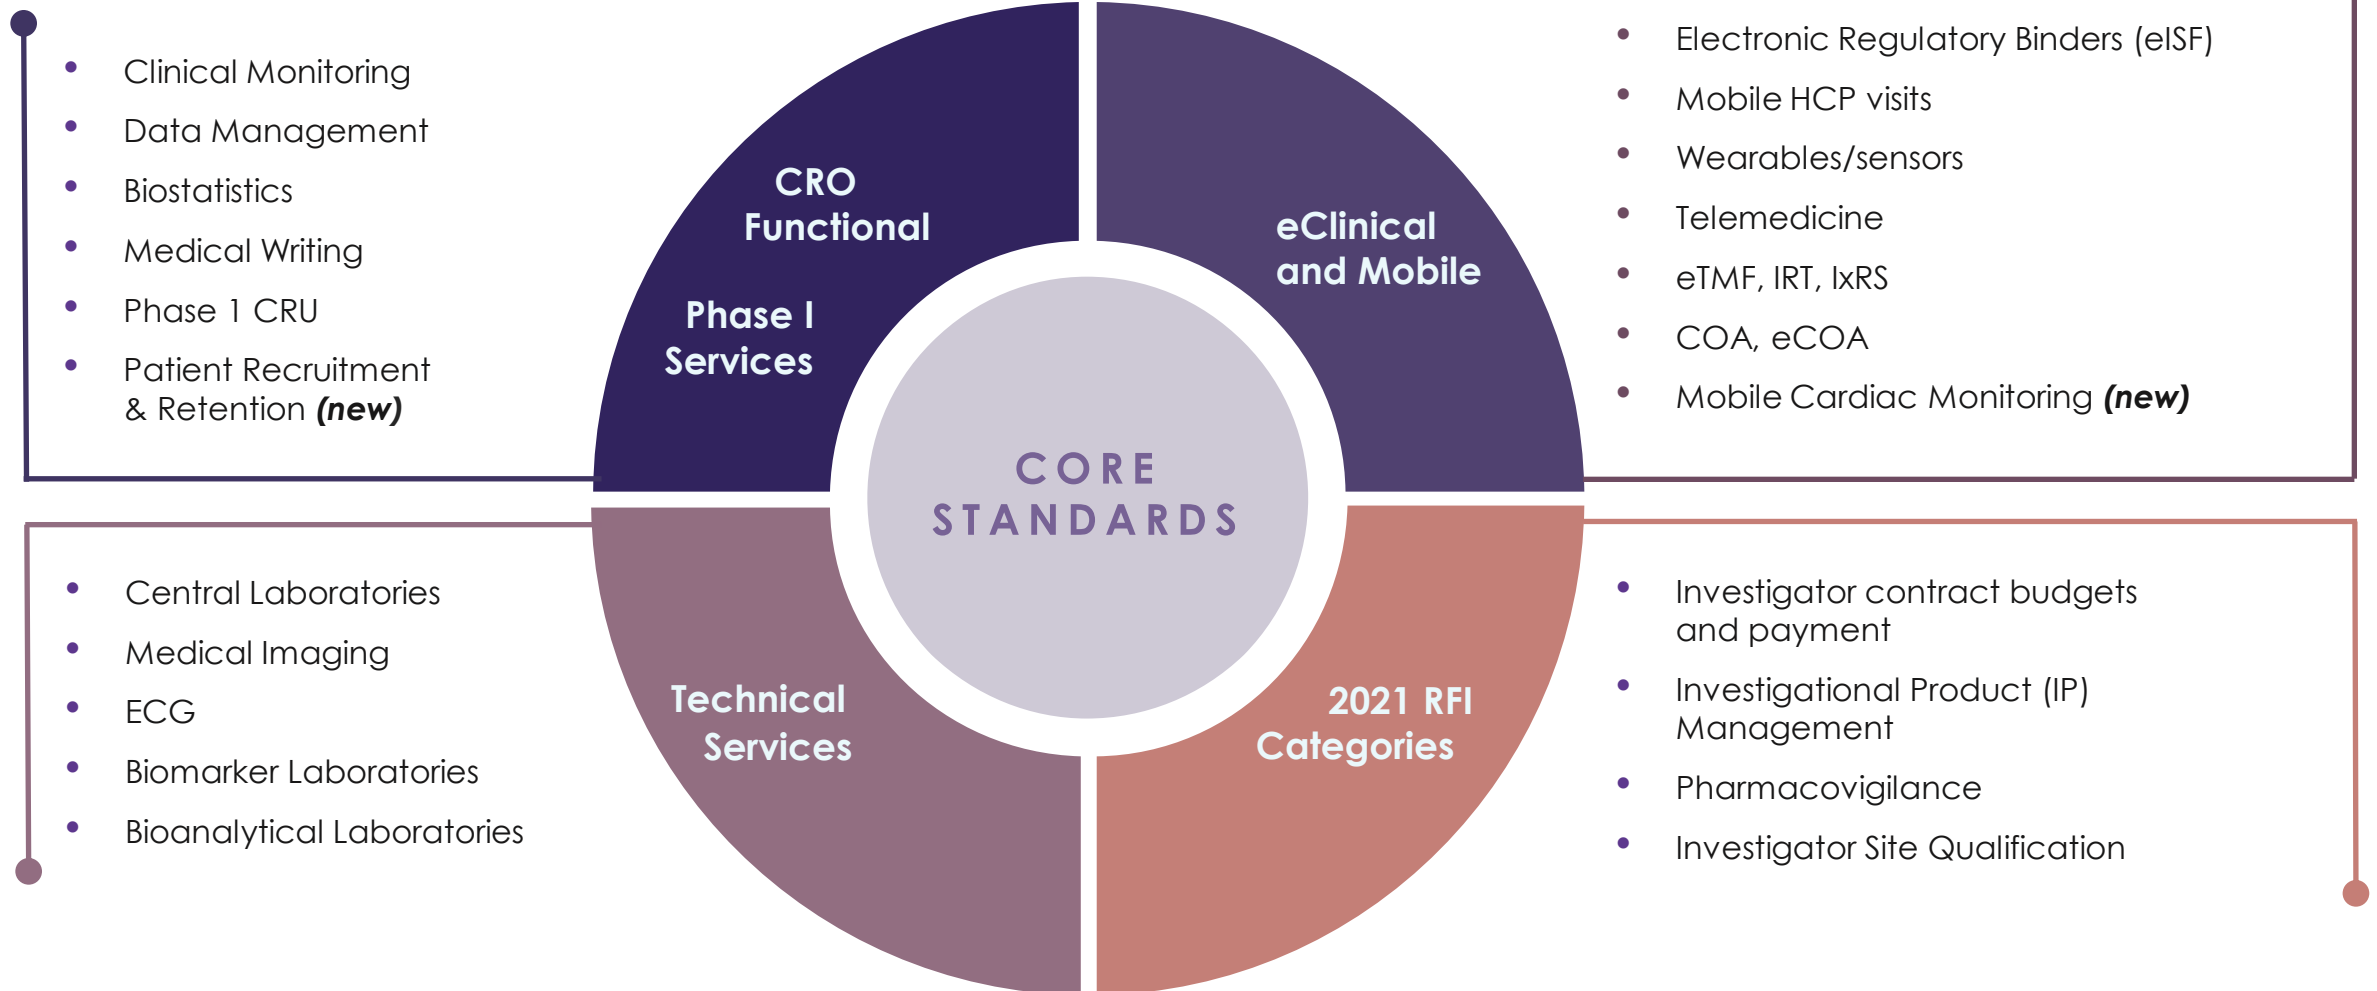 Clinical Monitoring
Data Management
Biostatistics
Medical Writing
Phase 1 CRU
Patient Recruitment
& Retention (new)
CRO
Functional
Phase I
Services
eClinical
and Mobile
Electronic Regulatory Binders (eISF)
Mobile HCP visits
Wearables/sensors
Telemedicine
eTMF, IRT, IxRS
COA, eCOA
Mobile Cardiac Monitoring (new)
CORE
STANDARDS
Central Laboratories
Medical Imaging
ECG
Biomarker Laboratories
Bioanalytical Laboratories
Technical
Services
2021 RFI
Categories
Investigator contract budgets
and payment
Investigational Product (IP)
Management
Pharmacovigilance
Investigator Site Qualification